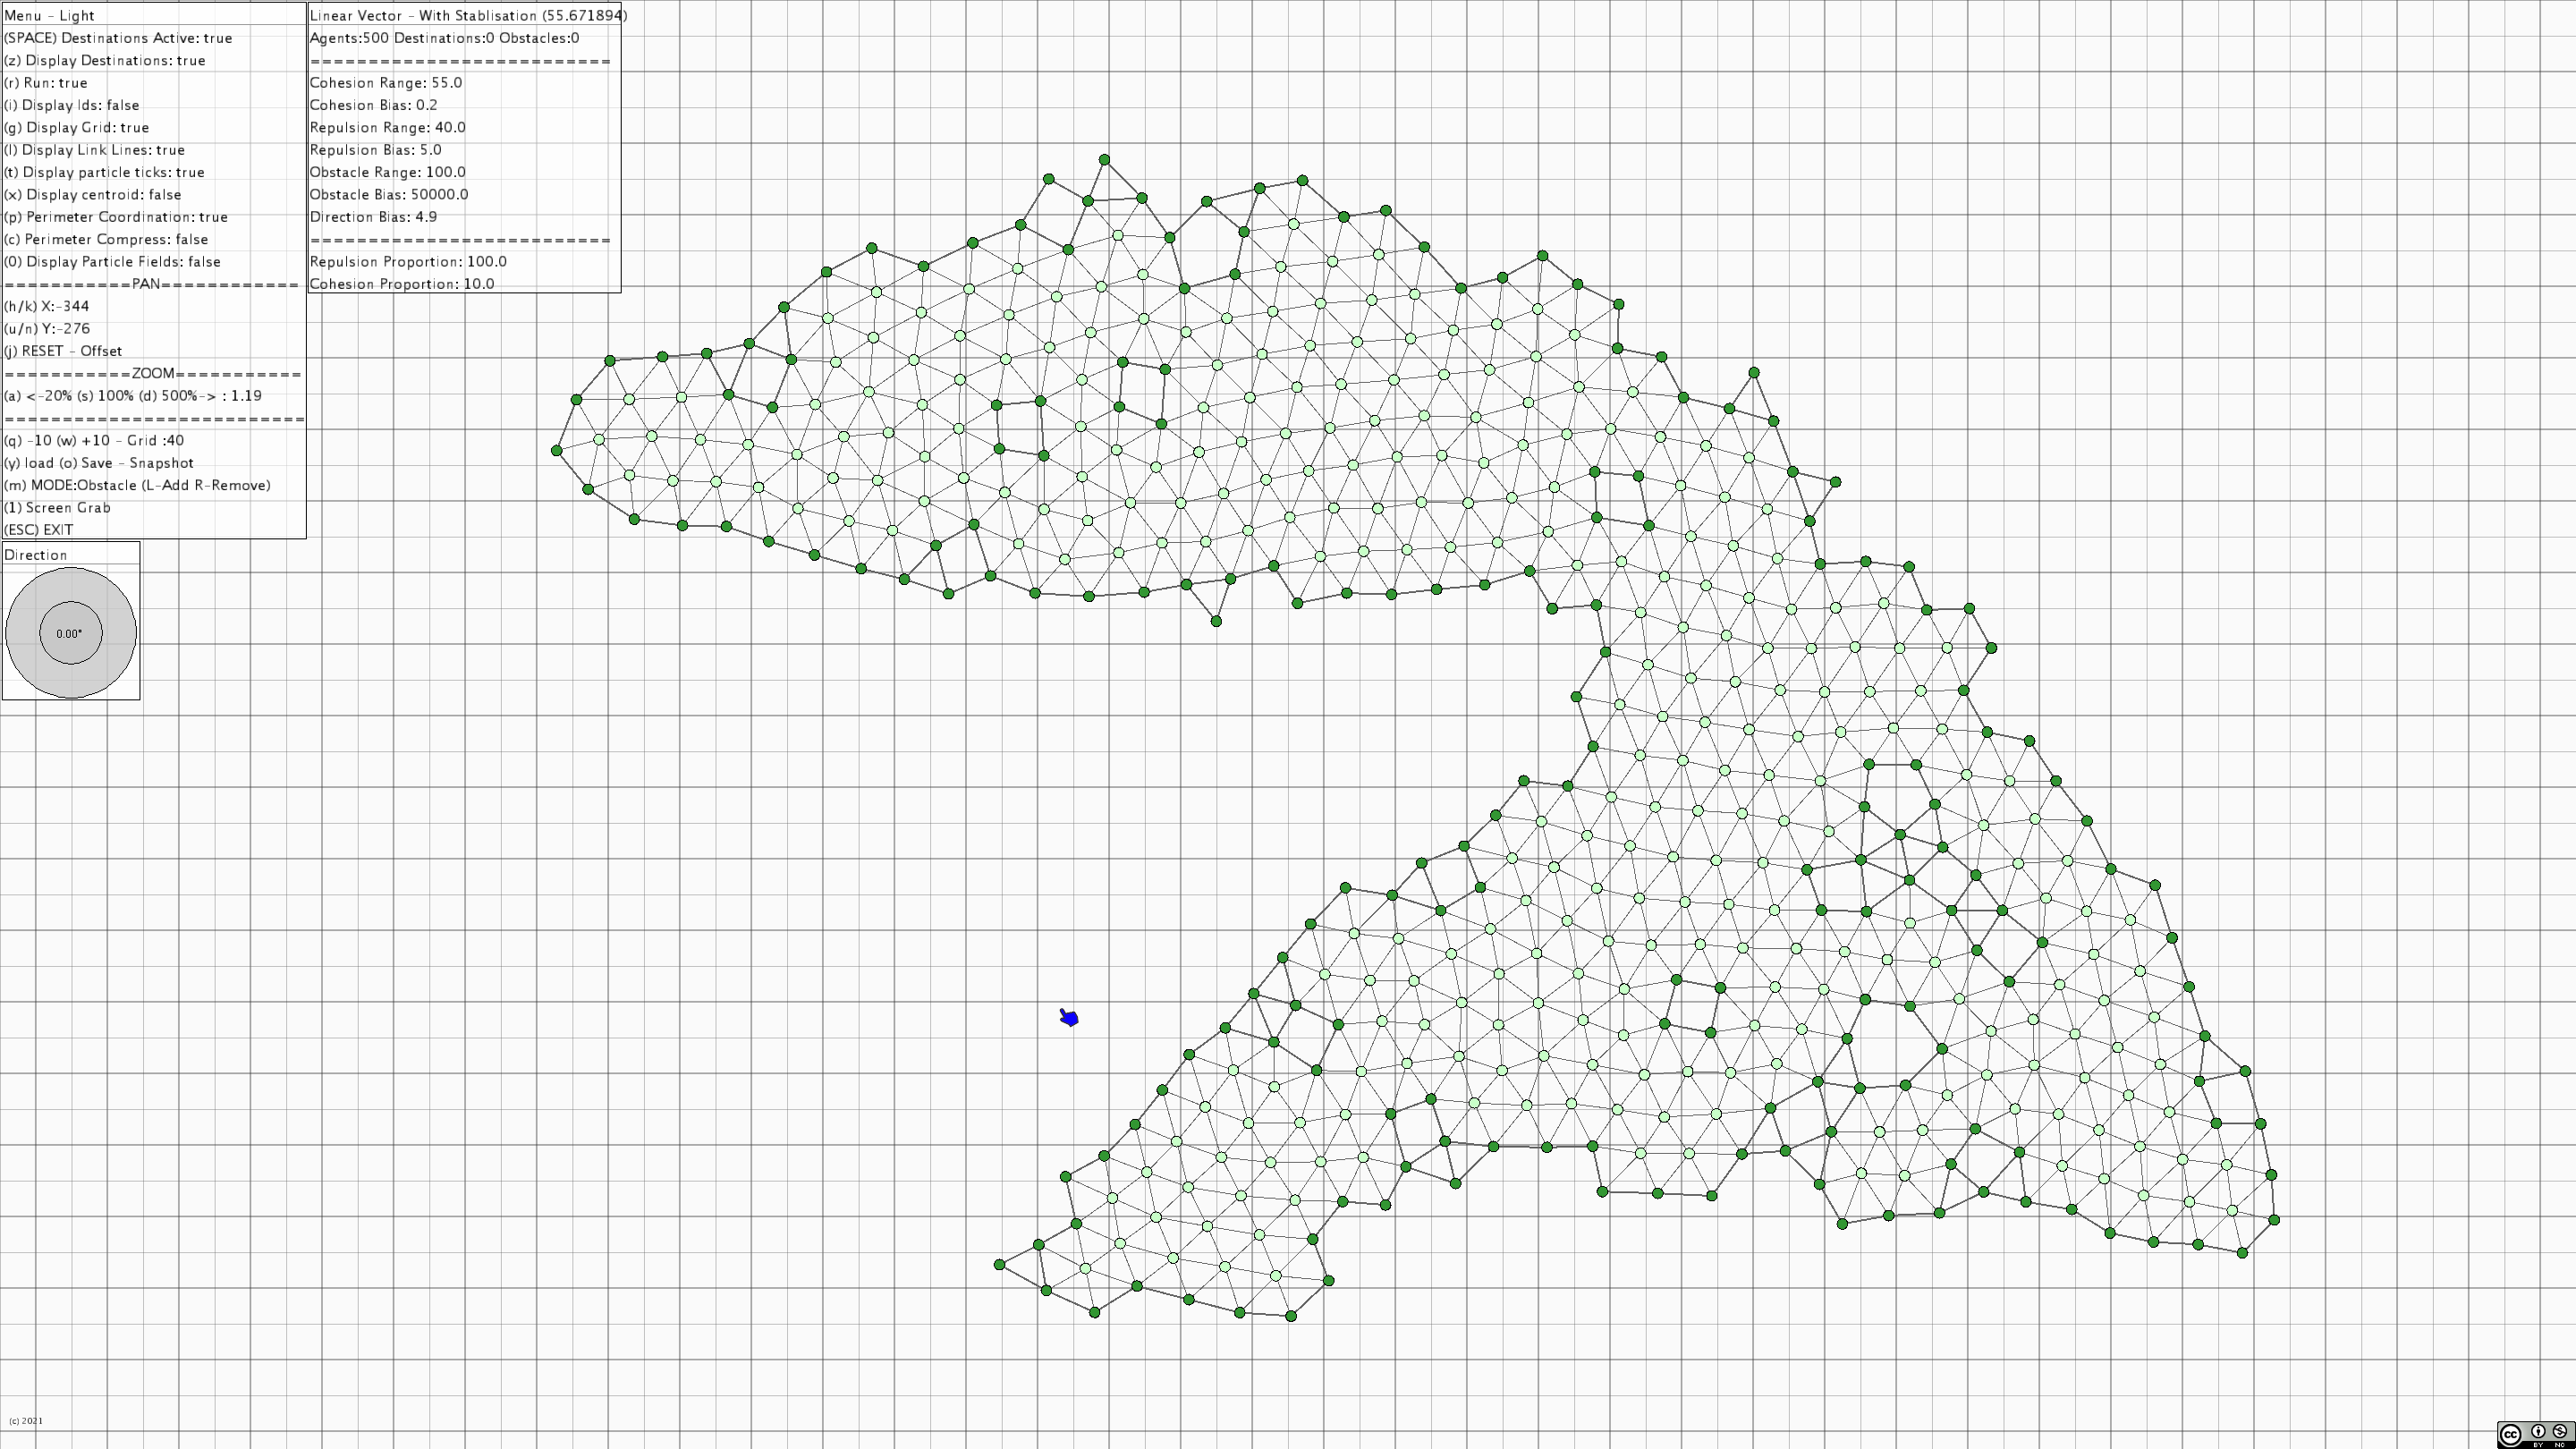 Menu - Light
(SPACE) Destinations Active: true
(z) Display Destinations: true
(r) Run: true
(i) Display Ids: false
(g) Display Grid: true
(l) Display Link Lines: true
(t) Display particle ticks: true
(x) Display centroid: false
(p) Perimeter Coordination: true
(c) Perimeter Compress: false
(0) Display Particle Fields: false
===========PAN===========
(h/k) X:-344
(u/n) Y:-276
(j) RESET - Offset
===========ZOOM===========
(a) <-20% (s) 100% (d) 500%-> : 1.19
==========================
(q) -10 (w) +10 - Grid :40
(y) load (o) Save - Snapshot
(m) MODE:Obstacle (L-Add R-Remove)
(1) Screen Grab
(ESC) EXIT
Linear Vector - With Stablisation (55.671894)
Agents:500 Destinations:0 Obstacles:0
==========================
Cohesion Range: 55.0
Cohesion Bias: 0.2
Repulsion Range: 40.0
Repulsion Bias: 5.0
Obstacle Range: 100.0
Obstacle Bias: 50000.0
Direction Bias: 4.9
==========================
Repulsion Proportion: 100.0
Cohesion Proportion: 10.0
Direction
0.00°
(c) 2021
cc
BY NC